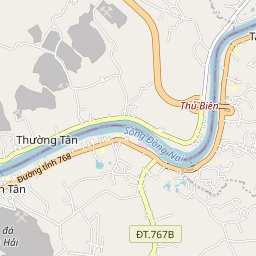 Tâ
Thủ Biên
Sông Đồng Nai
Thường Tân
Đường tỉnh 768
n Tân
ĐT.767B
đá
Hải